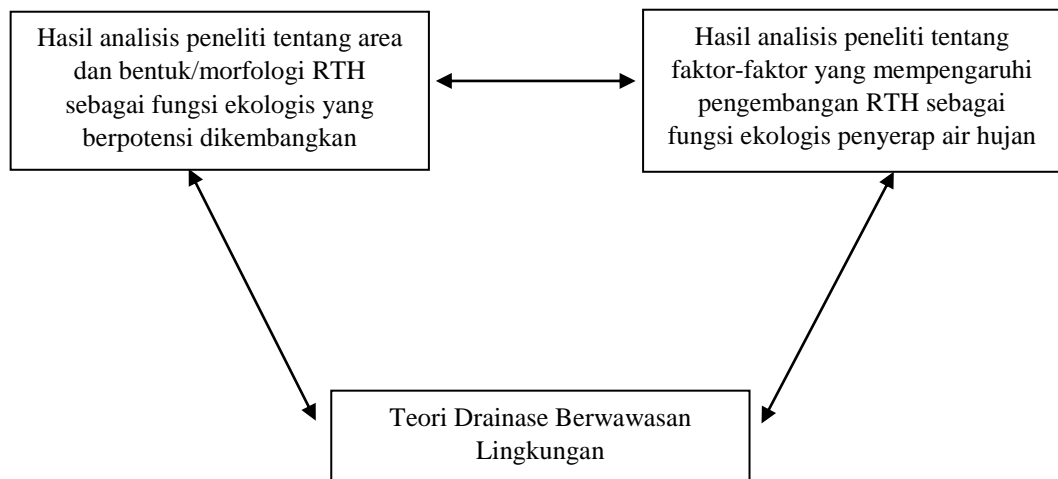 Hasil analisis peneliti tentang area
dan bentuk/morfologi RTH
sebagai fungsi ekologis yang
berpotensi dikembangkan
Hasil analisis peneliti tentang
faktor-faktor yang mempengaruhi
pengembangan RTH sebagai
fungsi ekologis penyerap air hujan
Teori Drainase Berwawasan
Lingkungan